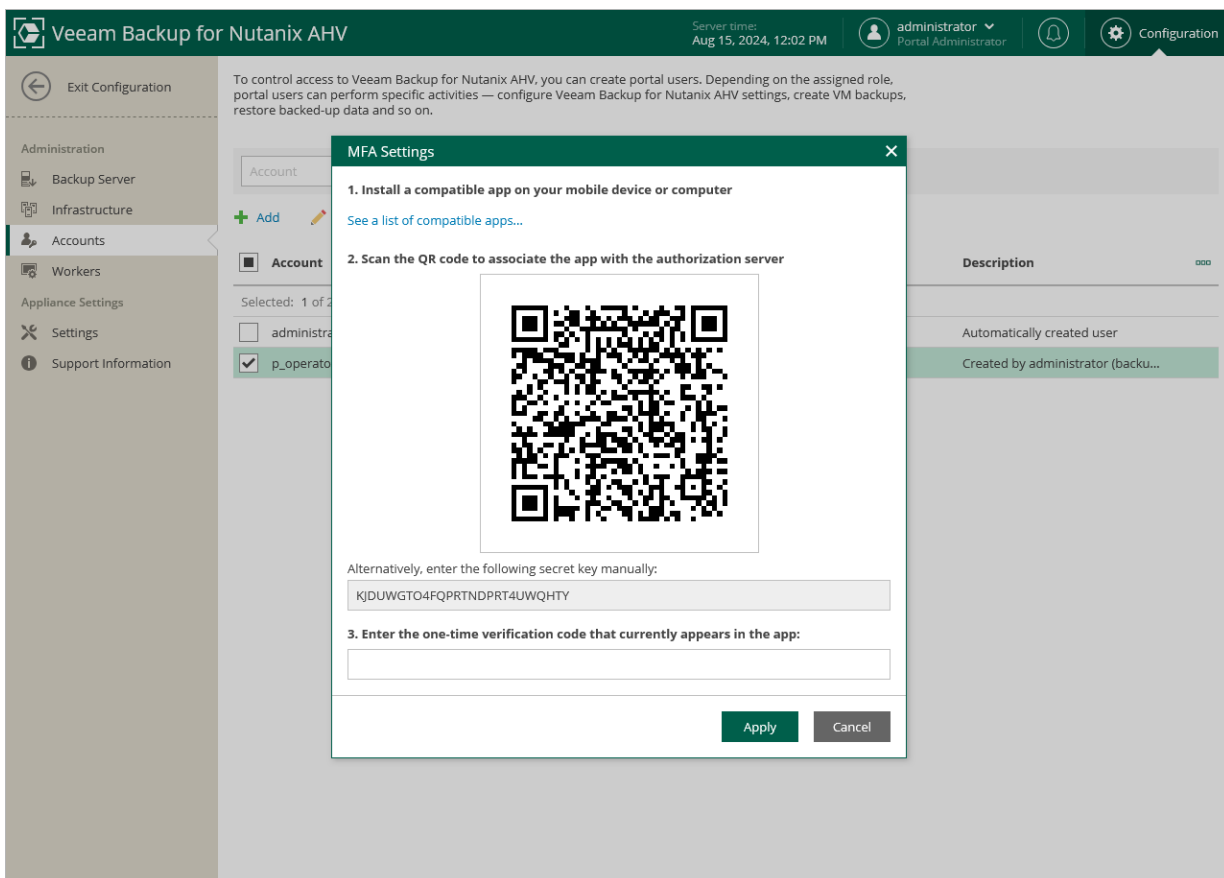 Veeam Backup for Nutanix AHV
Server time:
Aug 15, 2024, 12:02 PM
administrator
Portal Administrator
Configuration
Exit Configuration
To control access to Veeam Backup for Nutanix AHV, you can create portal users. Depending on the assigned role,
portal users can perform specific activities — configure Veeam Backup for Nutanix AHV settings, create VM backups,
restore backed-up data and so on.
Administration
Backup Server
Infrastructure
Accounts
Workers
Appliance Settings
Settings
Support Information
Account
Add
Account
Description
Selected: 1 of 2
administra
Automatically created user
p_operato
Created by administrator (backu...
MFA Settings
1. Install a compatible app on your mobile device or computer
See a list of compatible apps...
2. Scan the QR code to associate the app with the authorization server
Alternatively, enter the following secret key manually:
KJDUWGTO4FQPRTNDPRT4UWQHTY
3. Enter the one-time verification code that currently appears in the app:
Apply
Cancel